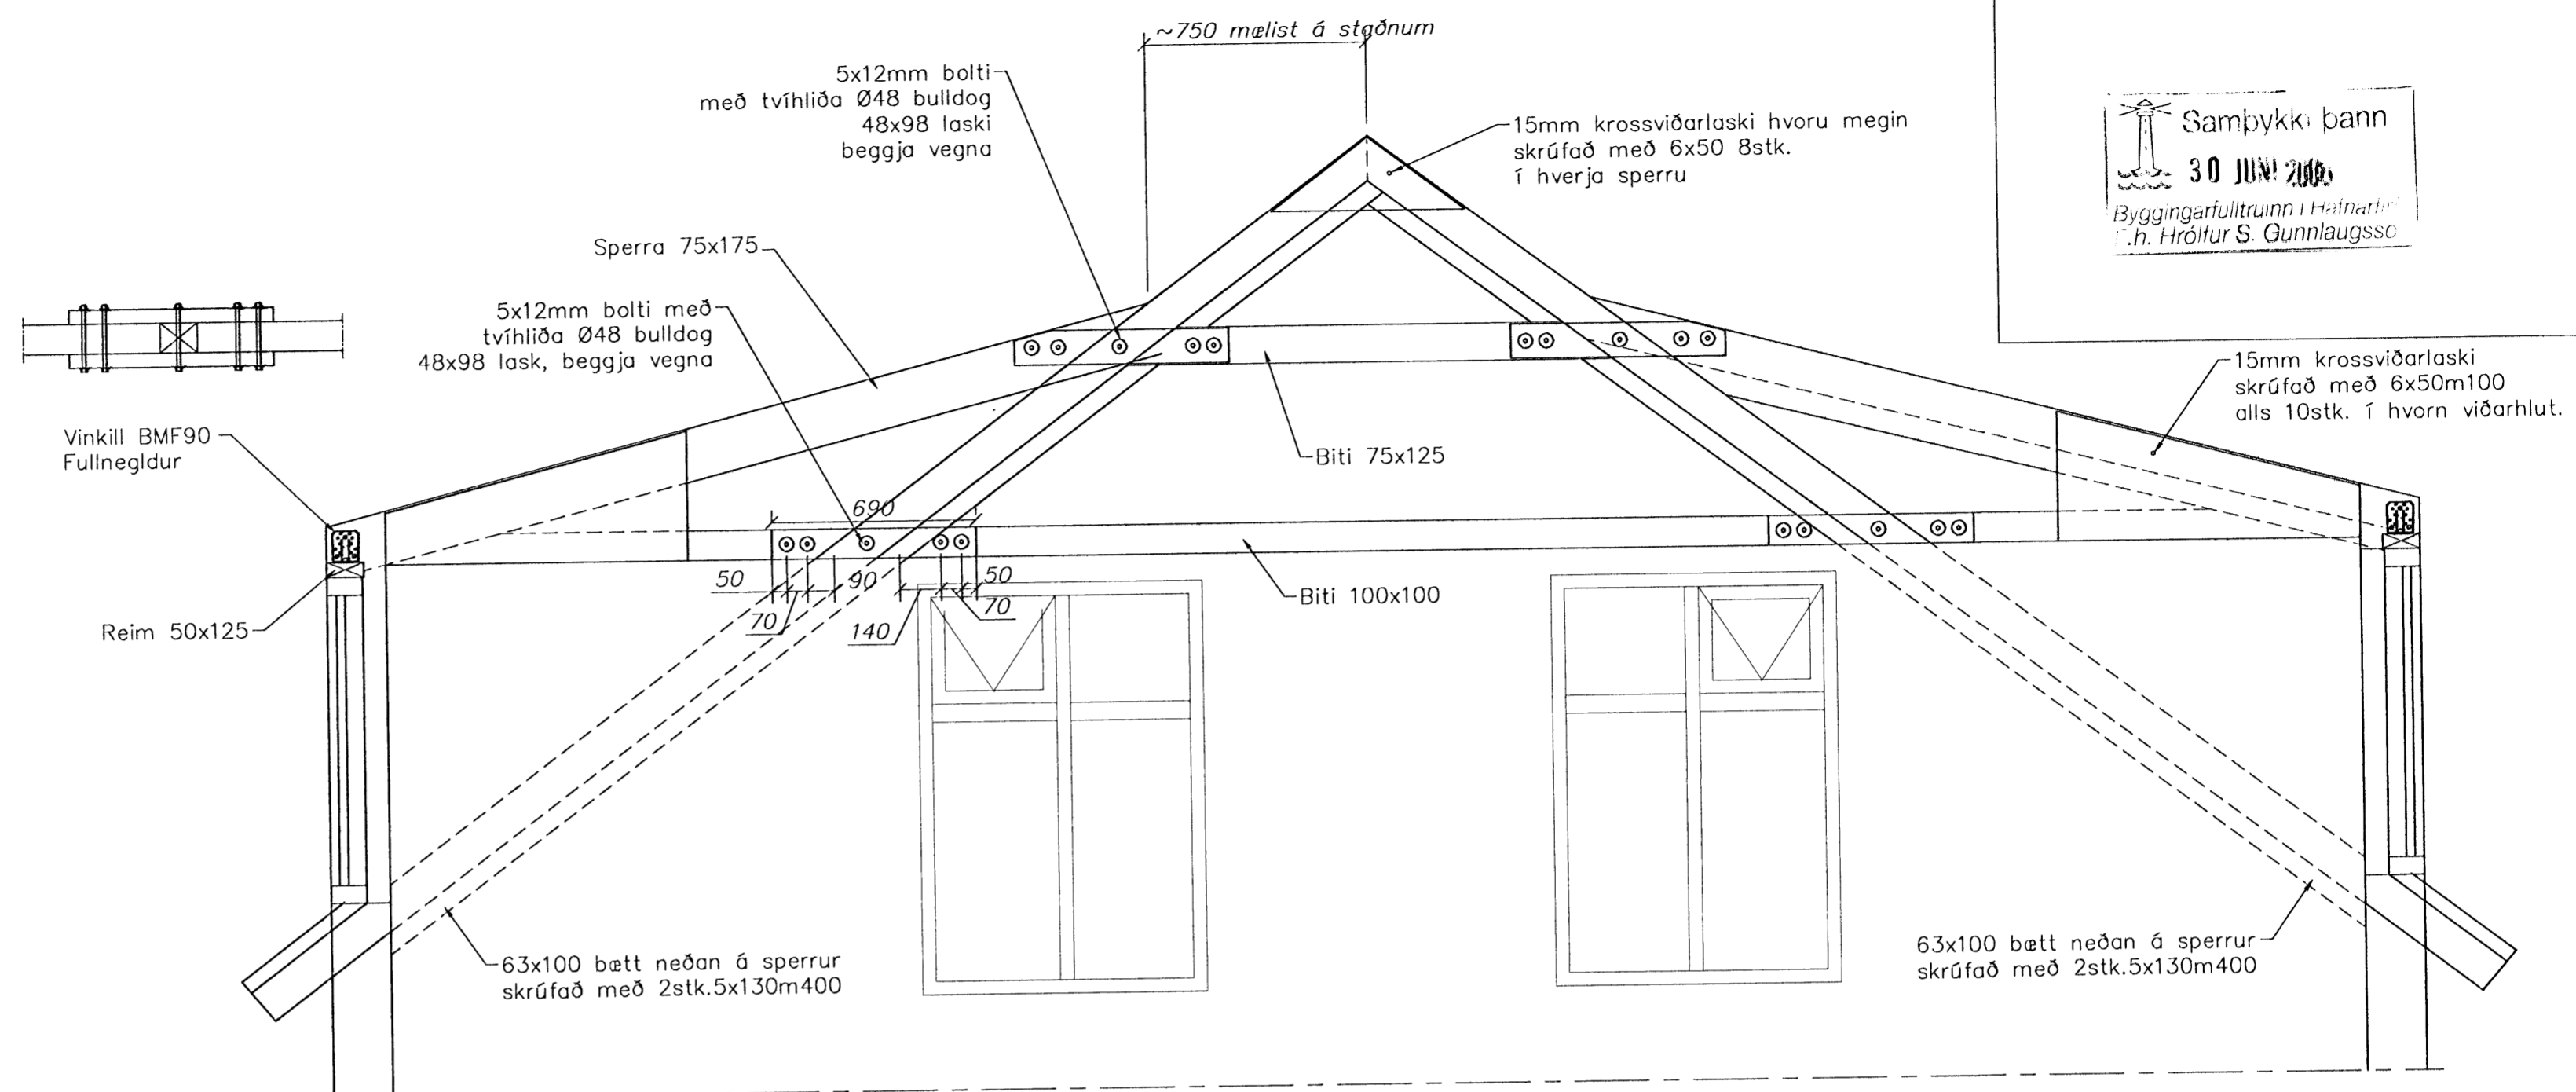 ~750 mælist á staðnum
5x12mm bolti
með tvíhliða Ø48 bulldog
48x98 laski
beggja vegna
15mm krossviðarlaski hvoru megin
skrúfað með 6x50 8stk.
í hverja sperru
Samþykkt þann
30 JUNI
Byggingarfulltrúinn í Hafnarfi
.h. Hrólfur S. Gunnlaugsso
Sperra 75x175
5x12mm bolti með
tvíhliða Ø48 bulldog
48x98 lask, beggja vegna
15mm krossviðarlaski
skrúfað með 6x50m100
alls 10stk. í hvorn viðarhlut.
Vinkill BMF90
Fullnegldur
Biti 75x125
690
50
90
50
70
70
140
Biti 100x100
Reim 50x125
63x100 bætt neðan á sperrur
skrúfað með 2stk.5x130m400
63x100 bætt neðan á sperrur
skrúfað með 2stk.5x130m400